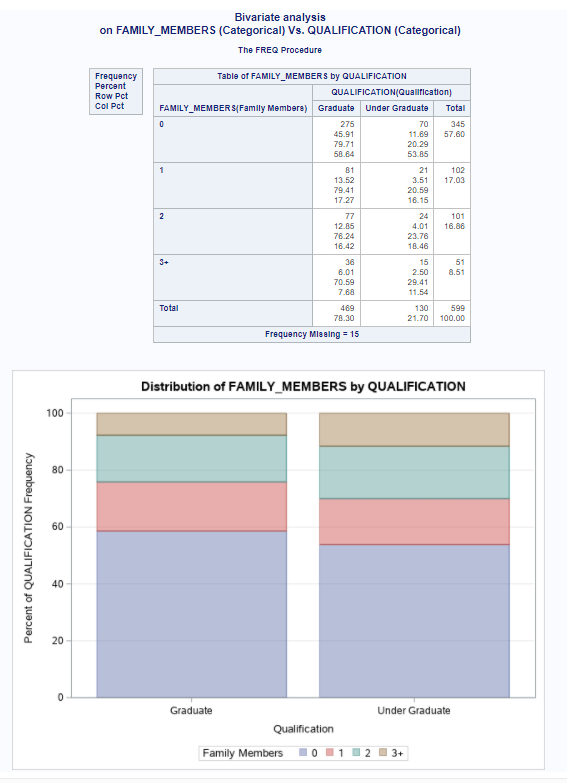 Bivariate analysis
on FAMILY_MEMBERS (Categorical) Vs. QUALIFICATION (Categorical)
The FREQ Procedure
Frequency
Percent
Row Pct
Col Pct
Table of FAMILY_MEMBERS by QUALIFICATION
QUALIFICATION(Qualification)
FAMILY_MEMBERS(Family Members) Graduate Under Graduate Total
0 275 70 345
45.91 11.69 57.60
79.71 20.29
58.64 53.85
1 81 21 102
13.52 3.51 17.03
79.41 20.59
17.27 16.15
2 77 24 101
12.85 4.01 16.86
76.24 23.76
16.42 18.46
3+ 36 15 51
6.01 2.50 8.51
70.59 29.41
7.68 11.54
Total 469 130 599
78.30 21.70 100.00
Frequency Missing = 15
Distribution of FAMILY_MEMBERS by QUALIFICATION
Percent of QUALIFICATION Frequency
100
80
60
40
20
0
Graduate Under Graduate
Qualification
Family Members 0 1 2 3+